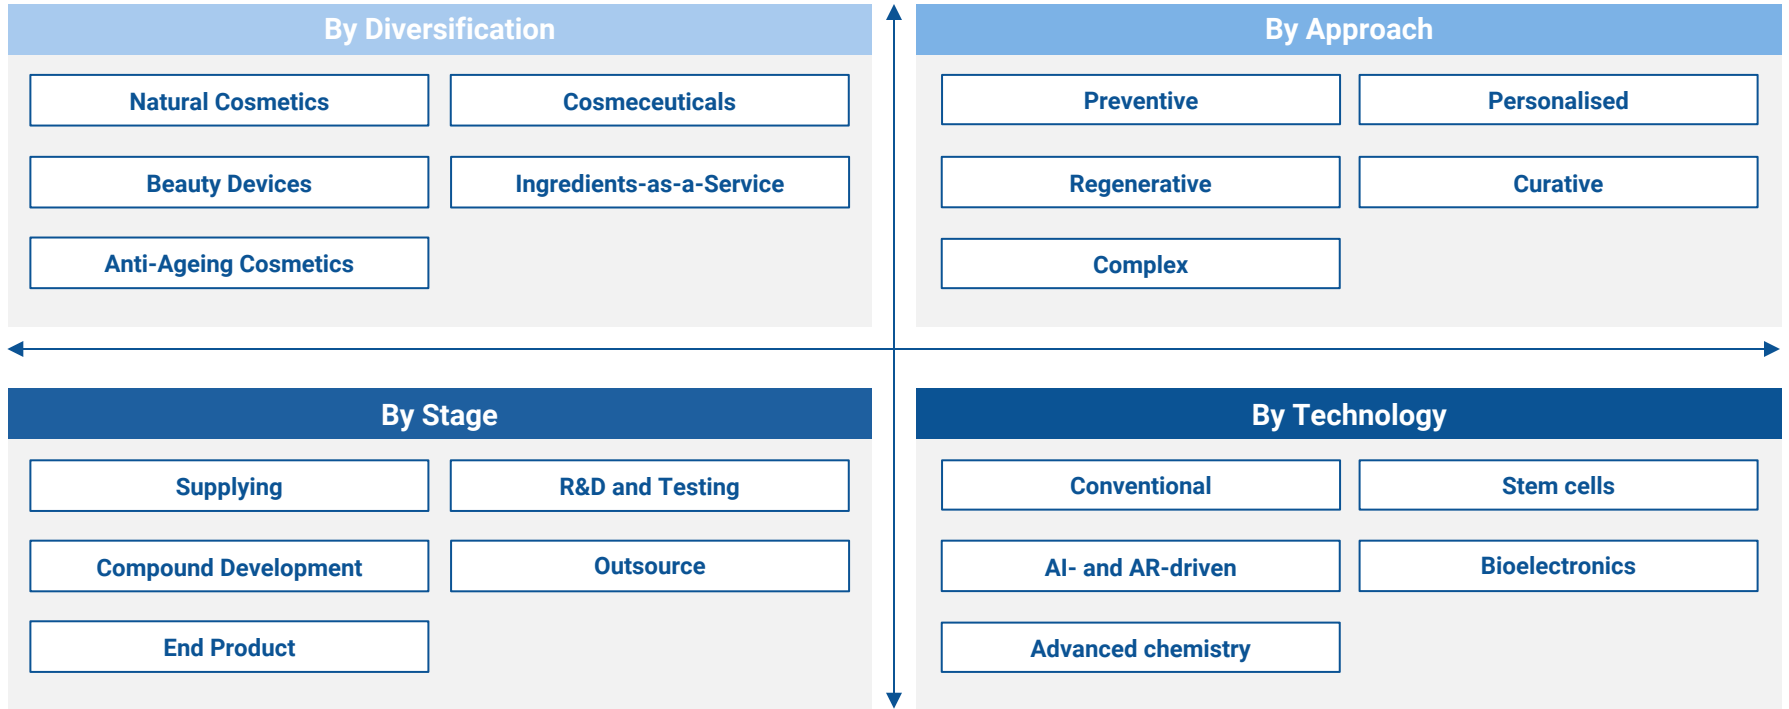 By Diversification
Natural Cosmetics
Cosmeceuticals
Beauty Devices
Ingredients-as-a-Service
Anti-Ageing Cosmetics
By Approach
Preventive
Personalised
Regenerative
Curative
Complex
By Stage
Supplying
R&D and Testing
Compound Development
Outsource
End Product
By Technology
Conventional
Stem cells
AI- and AR-driven
Bioelectronics
Advanced chemistry